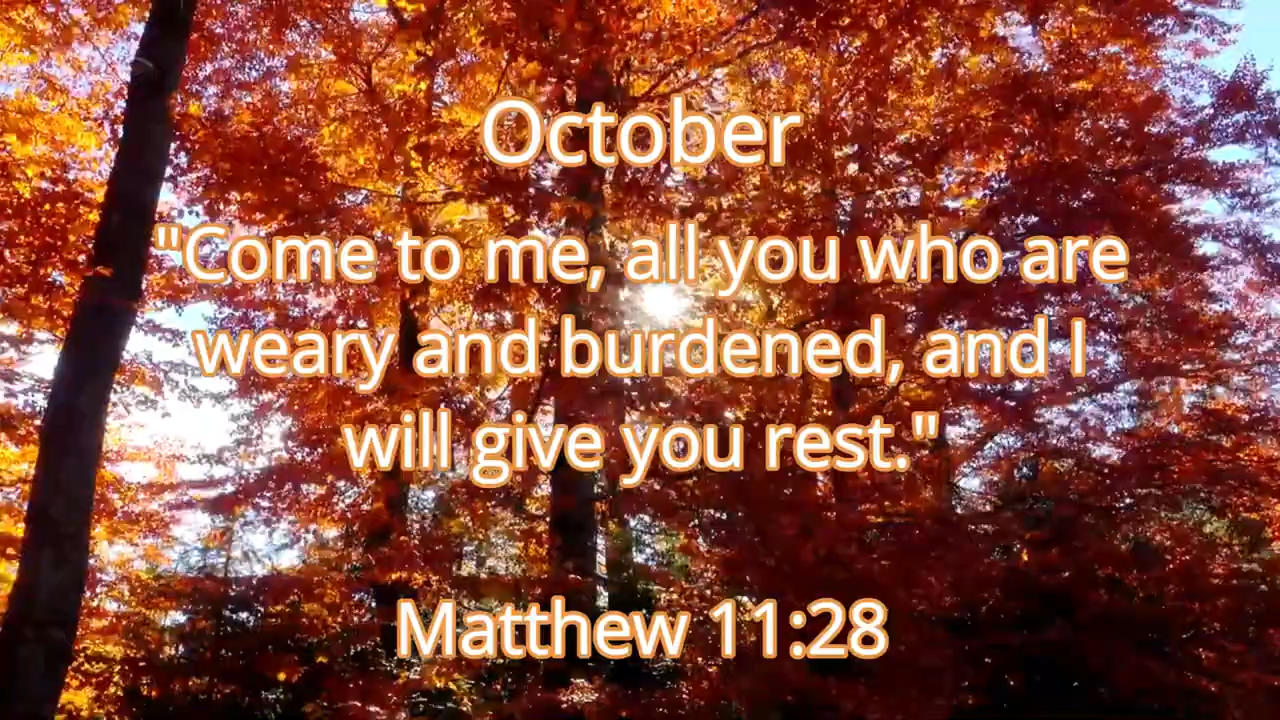 October
"Come to me, all you who are
weary and burdened, and I
will give you rest."
Matthew 11:28